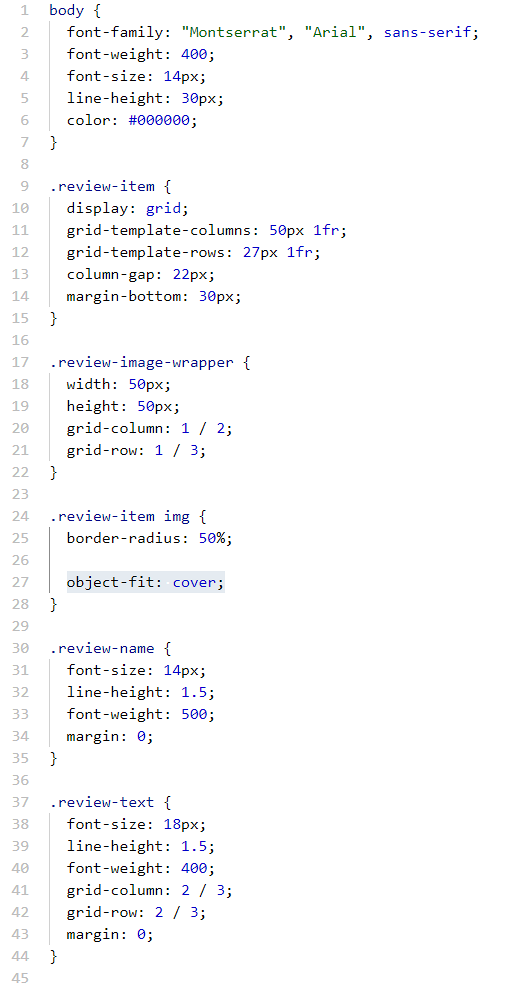 1 body {
2   font-family: "Montserrat", "Arial", sans-serif;
3   font-weight: 400;
4   font-size: 14px;
5   line-height: 30px;
6   color: #000000;
7 }
8
9 .review-item {
10   display: grid;
11   grid-template-columns: 50px 1fr;
12   grid-template-rows: 27px 1fr;
13   column-gap: 22px;
14   margin-bottom: 30px;
15 }
16
17 .review-image-wrapper {
18   width: 50px;
19   height: 50px;
20   grid-column: 1 / 2;
21   grid-row: 1 / 3;
22 }
23
24 .review-item img {
25   border-radius: 50%;
26
27   object-fit: cover;
28 }
29
30 .review-name {
31   font-size: 14px;
32   line-height: 1.5;
33   font-weight: 500;
34   margin: 0;
35 }
36
37 .review-text {
38   font-size: 18px;
39   line-height: 1.5;
40   font-weight: 400;
41   grid-column: 2 / 3;
42   grid-row: 2 / 3;
43   margin: 0;
44 }
45